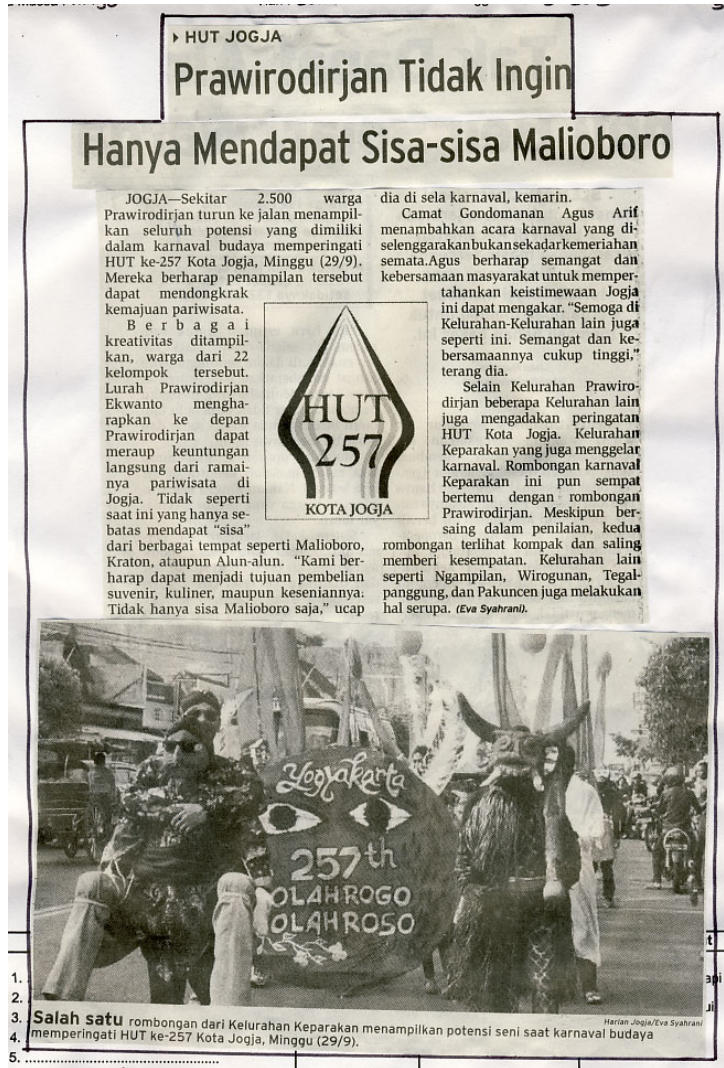 HUT JOGJA
Prawirodirjan Tidak Ingin
Hanya Mendapat Sisa-sisa Malioboro
JOGJA—Sekitar 2.500 warga
Prawirodirjan turun ke jalan menampil-
kan seluruh potensi yang dimiliki
dalam karnaval budaya memperingati
HUT ke-257 Kota Jogja, Minggu (29/9).
Mereka berharap penampilan tersebut
dapat mendongkrak
kemajuan pariwisata.
Berbagai
kreativitas ditampil-
kan, warga dari 22
kelompok tersebut.
Lurah Prawirodirjan
Ekwanto mengha-
rapkan ke depan
Prawirodirjan dapat
meraup keuntungan
langsung dari ramai-
nya pariwisata di
Jogja. Tidak seperti
saat ini yang hanya se-
batas mendapat “sisa”
dari berbagai tempat seperti Malioboro,
Kraton, ataupun Alun-alun. “Kami ber-
harap dapat menjadi tujuan pembelian
suvenir, kuliner, maupun keseniannya.
Tidak hanya sisa Malioboro saja,” ucap
dia di sela karnaval, kemarin.
Camat Gondomanan Agus Arif
menambahkan acara karnaval yang di-
selenggarakan bukan sekadar kemeriahan
semata. Agus berharap semangat dan
kebersamaan masyarakat untuk memper-
tahankan keistimewaan Jogja
ini dapat mengakar. “Semoga di
Kelurahan-Kelurahan lain juga
seperti ini. Semangat dan ke-
bersamaannya cukup tinggi,”
terang dia.
Selain Kelurahan Prawiro-
dirjan beberapa Kelurahan lain
juga mengadakan peringatan
HUT Kota Jogja. Kelurahan
Keparakan yang juga menggelar
karnaval. Rombongan karnaval
Keparakan ini pun sempat
bertemu dengan rombongan
Prawirodirjan. Meskipun ber-
saing dalam penilaian, kedua
rombongan terlihat kompak dan saling
memberi kesempatan. Kelurahan lain
seperti Ngampilan, Wirogunan, Tegal-
panggung, dan Pakuncen juga melakukan
hal serupa. (Eva Syahrani).
HUT
257
KOTA JOGJA
Yogyakarta
257th
OLAH ROGO
OLAH ROSO
Harian Jogja/Eva Syahrani
Salah satu rombongan dari Kelurahan Keparakan menampilkan potensi seni saat karnaval budaya
memperingati HUT ke-257 Kota Jogja, Minggu (29/9).
1.
2.
3.
4.
5.